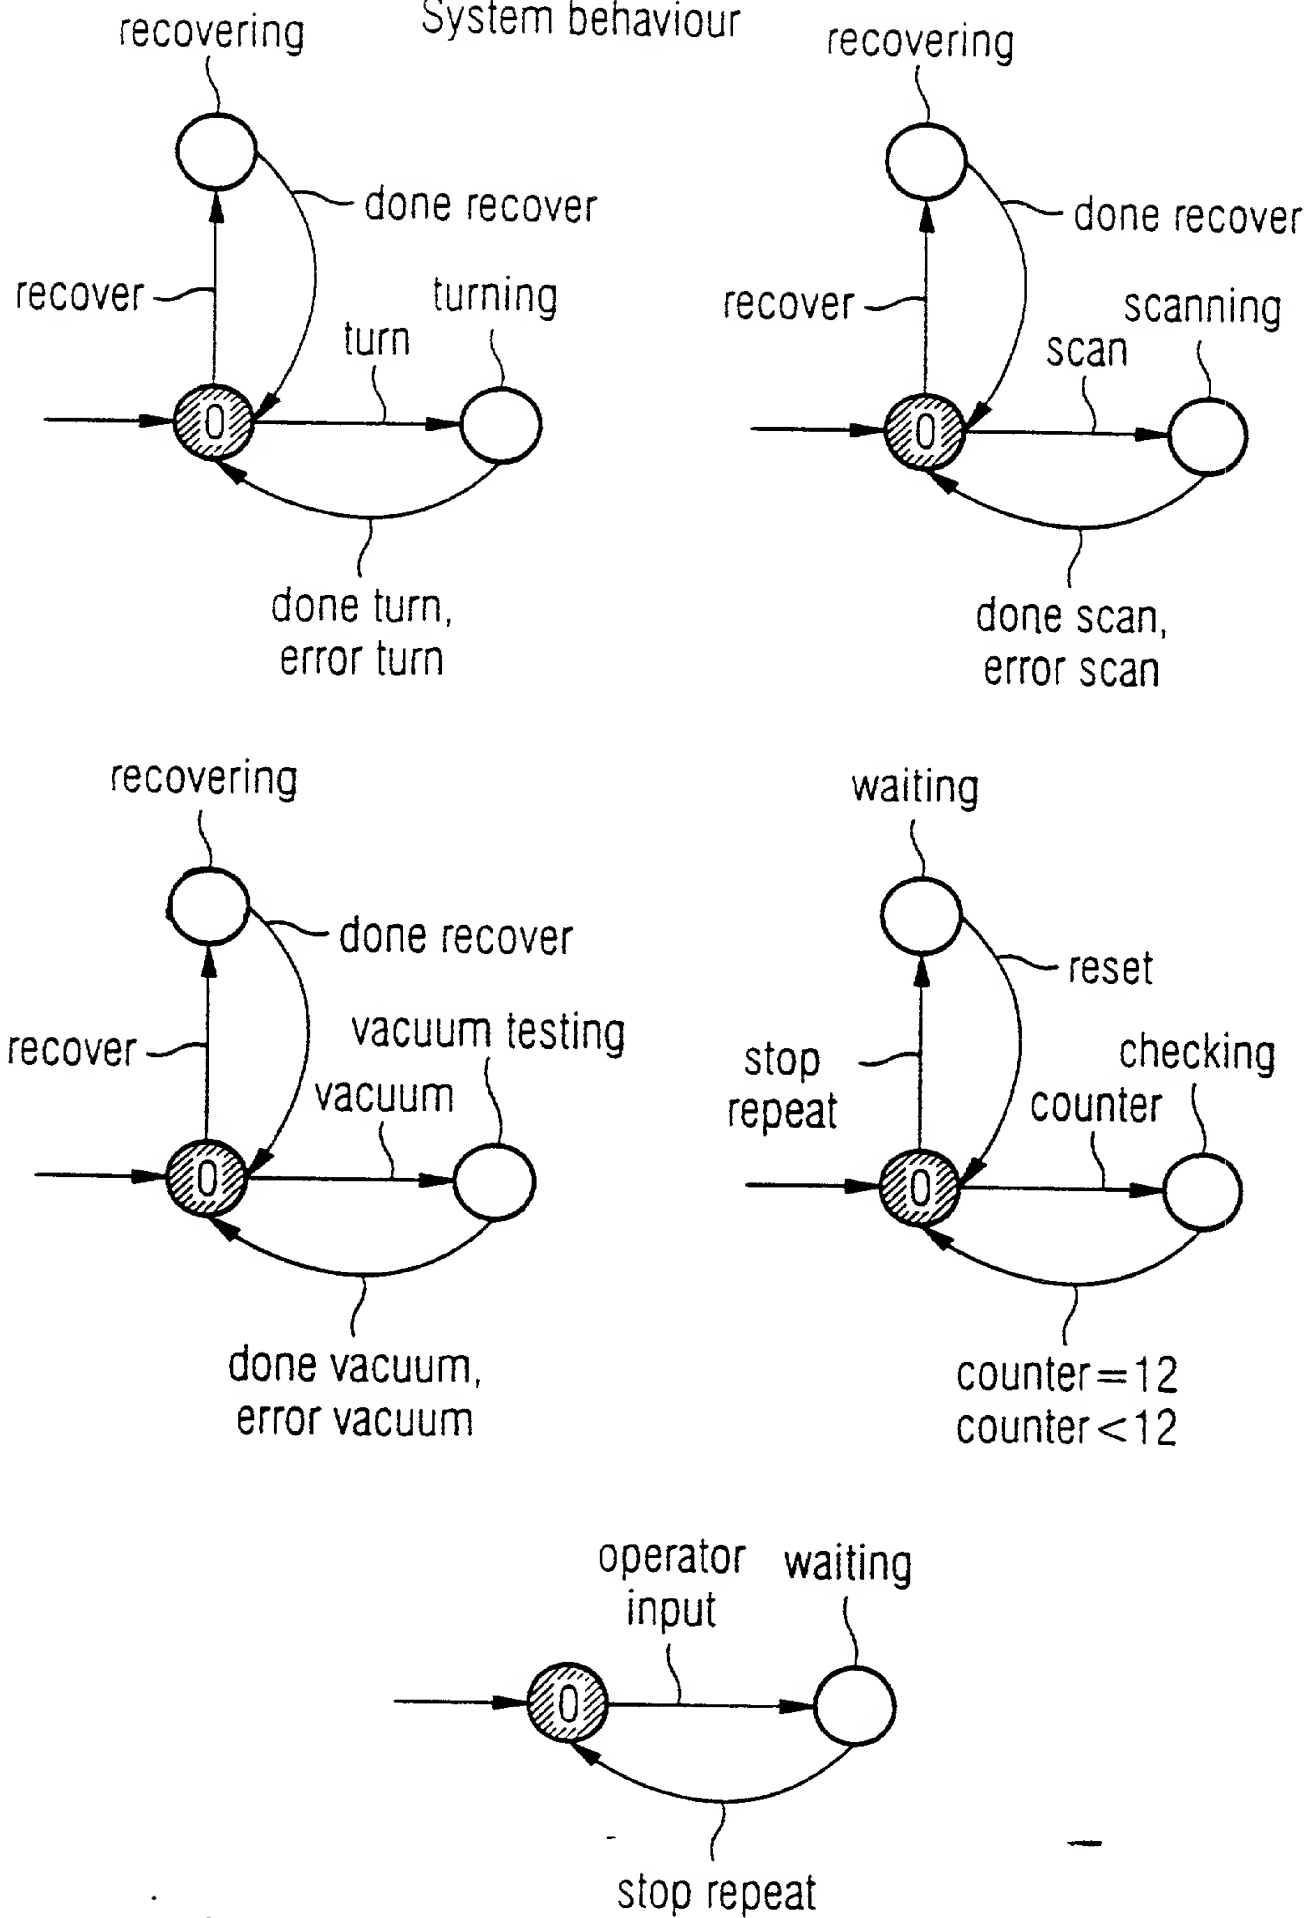 System behaviour
recovering
done recover
recover
turning
turn
0
done turn,
error turn
recovering
done recover
recover
scanning
scan
0
done scan,
error scan
recovering
done recover
recover
vacuum testing
vacuum
0
done vacuum,
error vacuum
waiting
reset
stop
repeat
checking
counter
0
counter=12
counter<12
operator
input
waiting
0
stop repeat